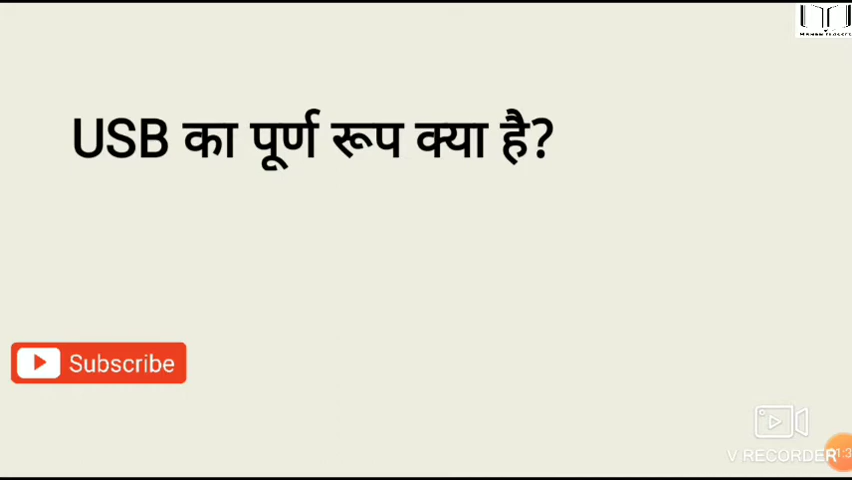 USB का पूर्ण रूप क्या है?
Subscribe
V RECORDER